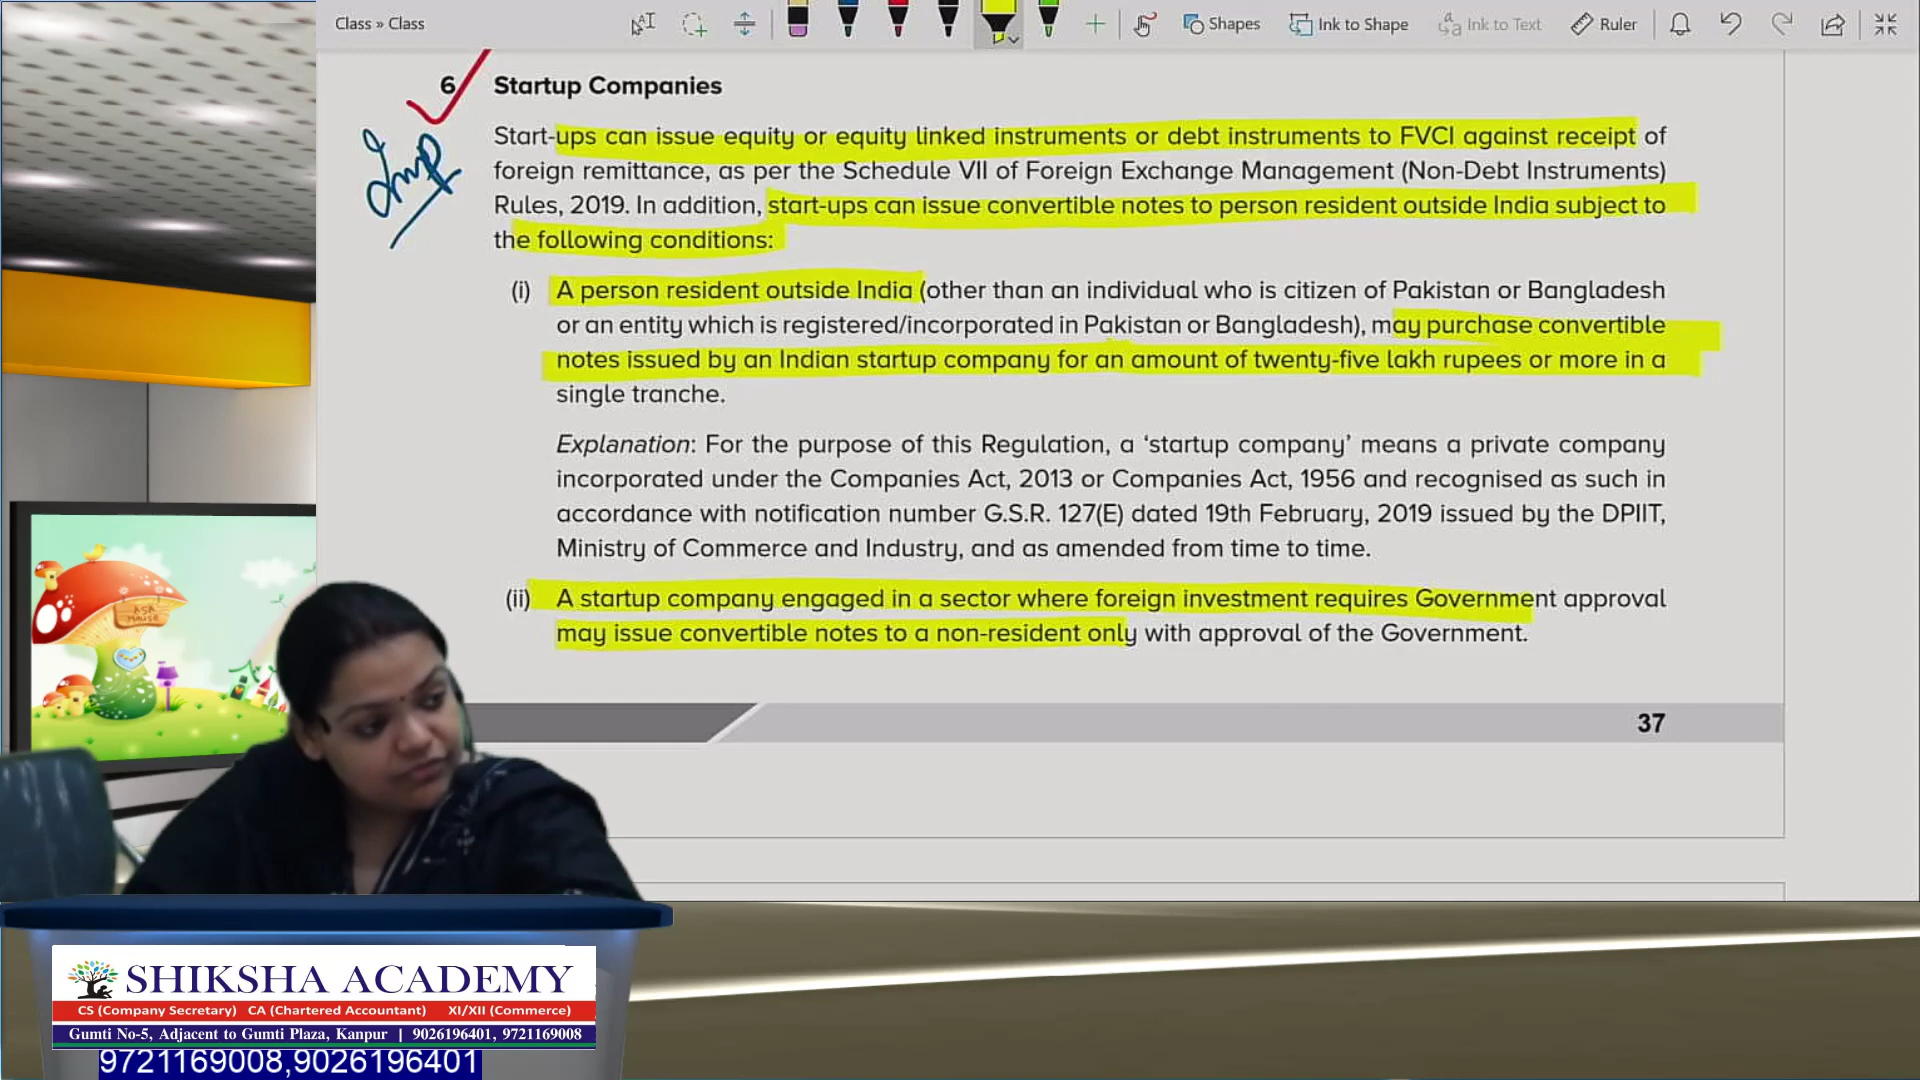 Class » Class
Shapes
Ink to Shape
Ink to Text
Ruler
6 Startup Companies
Imp
Start-ups can issue equity or equity linked instruments or debt instruments to FVCI against receipt of
foreign remittance, as per the Schedule VII of Foreign Exchange Management (Non-Debt Instruments)
Rules, 2019. In addition, start-ups can issue convertible notes to person resident outside India subject to
the following conditions:
(i) A person resident outside India (other than an individual who is citizen of Pakistan or Bangladesh
or an entity which is registered/incorporated in Pakistan or Bangladesh), may purchase convertible
notes issued by an Indian startup company for an amount of twenty-five lakh rupees or more in a
single tranche.
Explanation: For the purpose of this Regulation, a ‘startup company’ means a private company
incorporated under the Companies Act, 2013 or Companies Act, 1956 and recognised as such in
accordance with notification number G.S.R. 127(E) dated 19th February, 2019 issued by the DPIIT,
Ministry of Commerce and Industry, and as amended from time to time.
(ii) A startup company engaged in a sector where foreign investment requires Government approval
may issue convertible notes to a non-resident only with approval of the Government.
37
ASA
House
SHIKSHA ACADEMY
CS (Company Secretary) CA (Chartered Accountant) XI/XII (Commerce)
Gumti No-5, Adjacent to Gumti Plaza, Kanpur | 9026196401, 9721169008
9721169008,9026196401